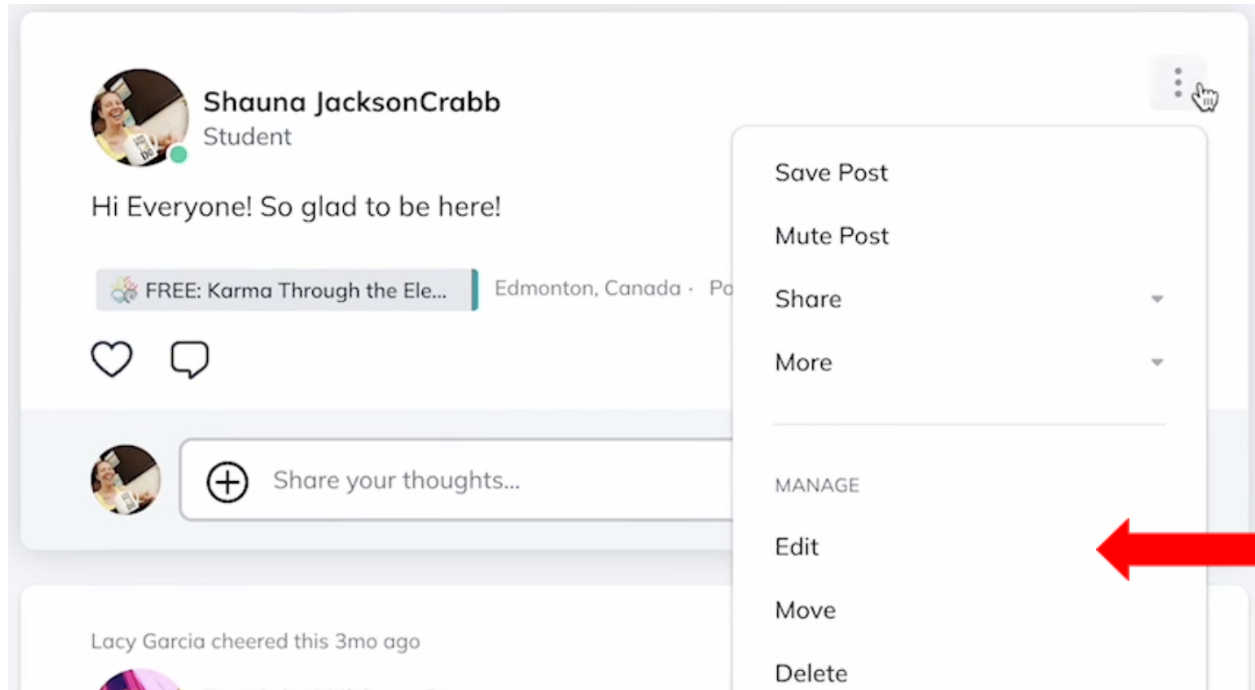 Shauna JacksonCrabb
Student
Hi Everyone! So glad to be here!
FREE: Karma Through the Ele...
Edmonton, Canada ·
Share your thoughts...
Save Post
Mute Post
Share
More
MANAGE
Edit
Move
Delete
Lacy Garcia cheered this 3mo ago